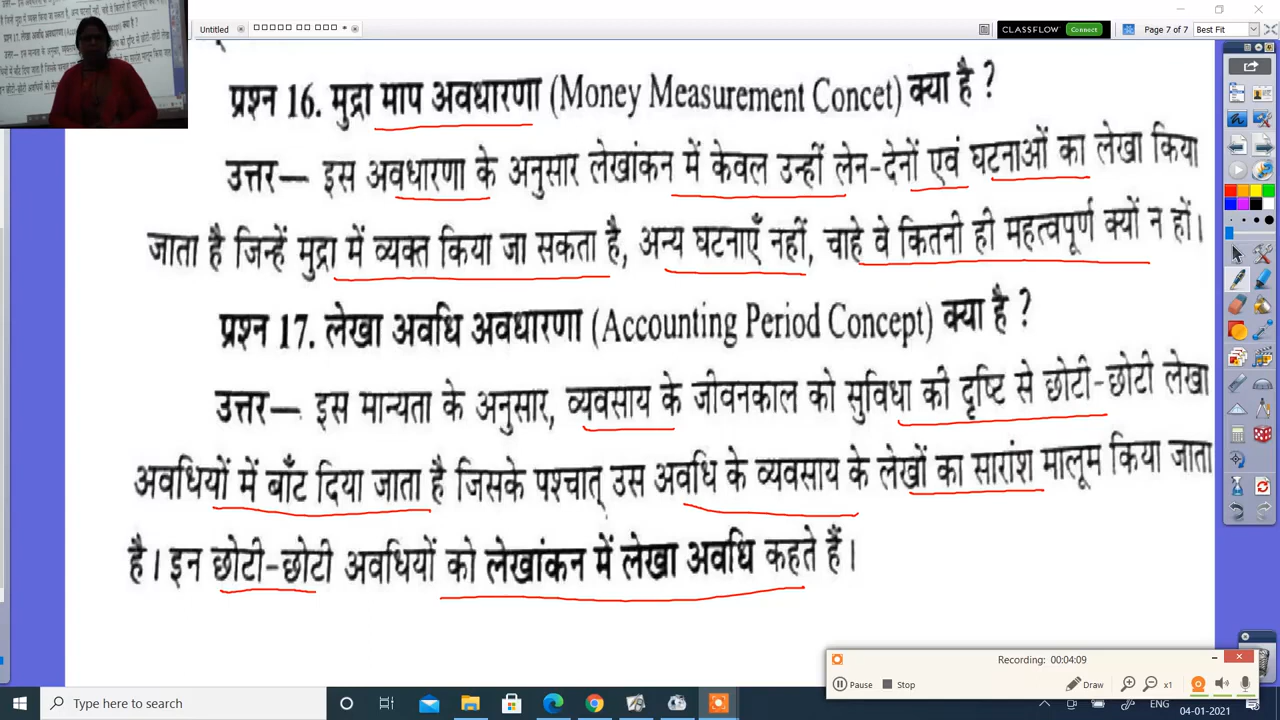 Untitled
CLASSFLOW
Connect
Page 7 of 7
Best Fit
प्रश्न 16. मुद्रा माप अवधारणा (Money Measurement Concet) क्या है ?
उत्तर— इस अवधारणा के अनुसार लेखांकन में केवल उन्हीं लेन-देनों एवं घटनाओं का लेखा किया
जाता है जिन्हें मुद्रा में व्यक्त किया जा सकता है, अन्य घटनाएँ नहीं, चाहे वे कितनी ही महत्वपूर्ण क्यों न हों।
प्रश्न 17. लेखा अवधि अवधारणा (Accounting Period Concept) क्या है ?
उत्तर— इस मान्यता के अनुसार, व्यवसाय के जीवनकाल को सुविधा की दृष्टि से छोटी-छोटी लेखा
अवधियों में बाँट दिया जाता है जिसके पश्चात् उस अवधि के व्यवसाय के लेखों का सारांश मालूम किया जाता
है। इन छोटी-छोटी अवधियों को लेखांकन में लेखा अवधि कहते हैं।
Recording: 00:04:09
Pause
Stop
Draw
x1
Type here to search
ENG
04-01-2021